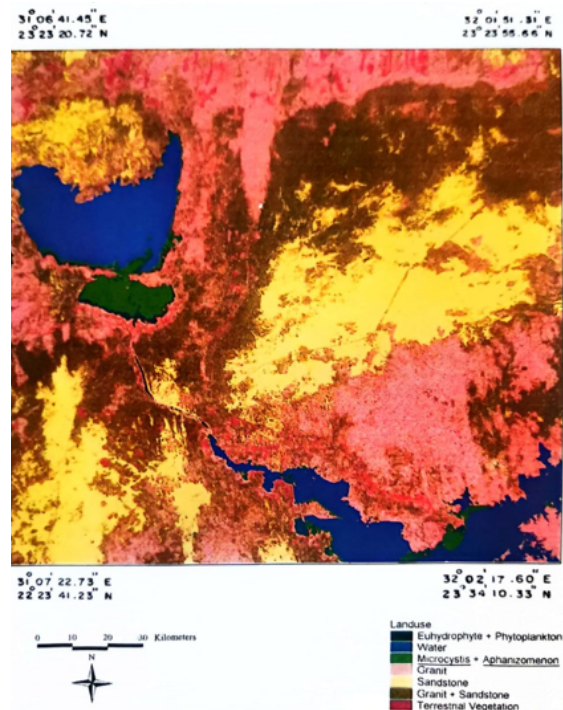 31° 06' 41.45" E
23° 23' 20.72" N
32° 01' 51.31" E
23° 23' 55.66" N
31° 07' 22.73" E
22° 23' 41.23" N
32° 02' 17.60" E
23° 34' 10.33" N
0 10 20 30 Kilometers
N
Landuse
Euhydrophyte + Phytoplankton
Water
Microcystis + Aphanizomenon
Granit
Sandstone
Granit + Sandstone
Terrestrial Vegetation